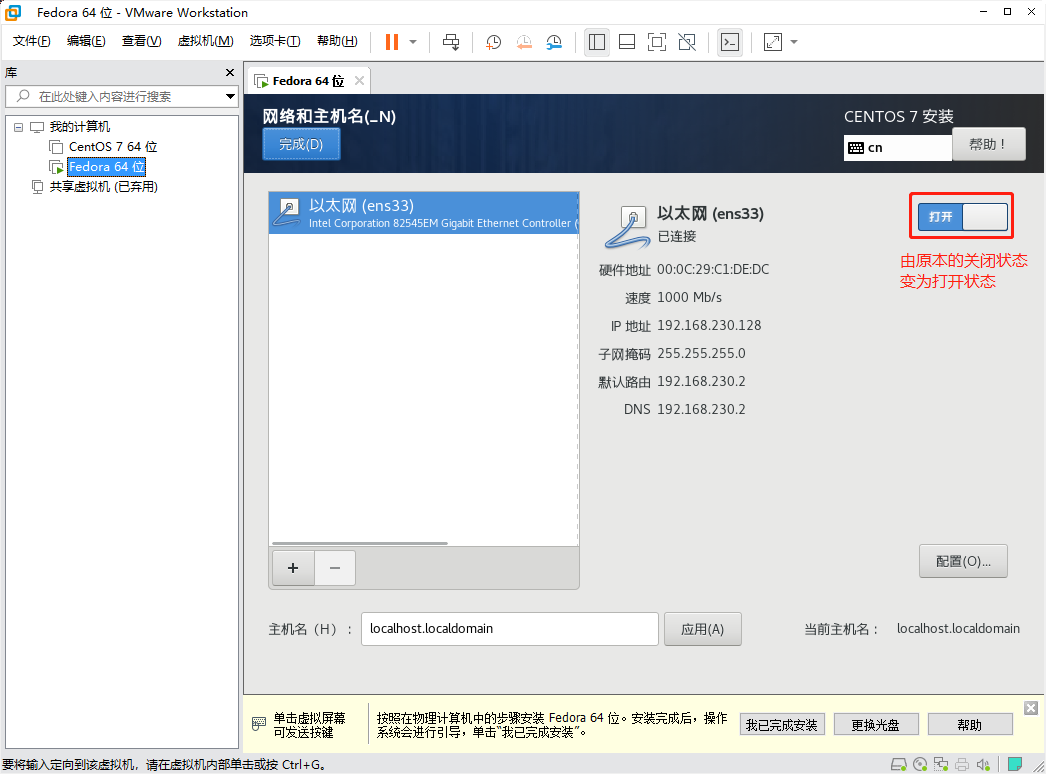 Fedora 64 位 - VMware Workstation
文件(F) 编辑(E) 查看(V) 虚拟机(M) 选项卡(T) 帮助(H)
库
在此处键入内容进行搜索
我的计算机
CentOS 7 64 位
Fedora 64 位
共享虚拟机 (已弃用)
Fedora 64 位
网络和主机名(_N)
完成(D)
CENTOS 7 安装
cn
帮助！
以太网 (ens33)
Intel Corporation 82545EM Gigabit Ethernet Controller (
以太网 (ens33)
已连接
打开
由原本的关闭状态
变为打开状态
硬件地址 00:0C:29:C1:DE:DC
速度 1000 Mb/s
IP 地址 192.168.230.128
子网掩码 255.255.255.0
默认路由 192.168.230.2
DNS 192.168.230.2
+ −
配置(O)...
主机名（H）： localhost.localdomain 应用(A) 当前主机名： localhost.localdomain
单击虚拟屏幕
可发送按键
按照在物理计算机中的步骤安装 Fedora 64 位。安装完成后，操作
系统会进行引导，单击“我已完成安装”。
我已完成安装 更换光盘 帮助
要将输入定向到该虚拟机，请在虚拟机内部单击或按 Ctrl+G。